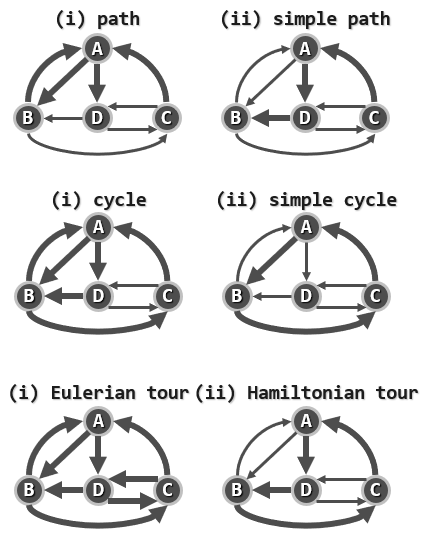 (i) path (ii) simple path
A A
B D C B D C
(i) cycle (ii) simple cycle
A A
B D C B D C
(i) Eulerian tour (ii) Hamiltonian tour
A A
B D C B D C